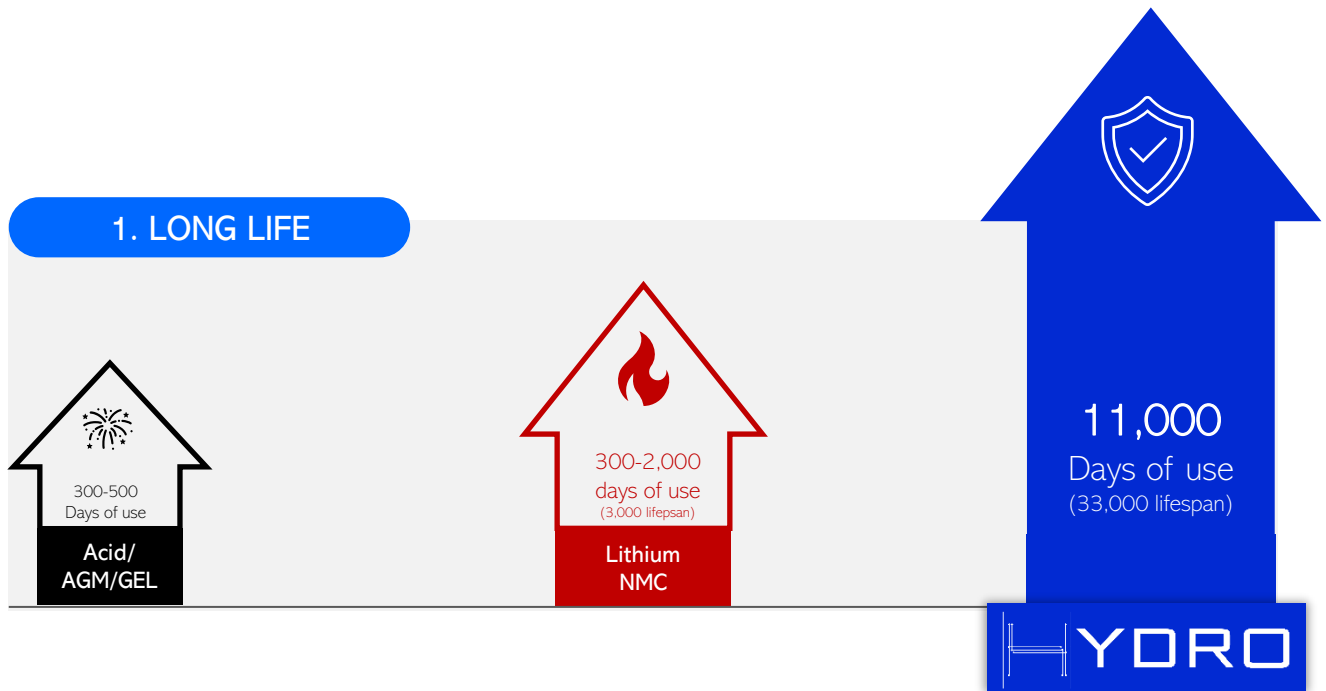 1. LONG LIFE
300-500
Days of use
Acid/
AGM/GEL
300-2,000
days of use
(3,000 lifepsan)
Lithium
NMC
11,000
Days of use
(33,000 lifespan)
HYDRO